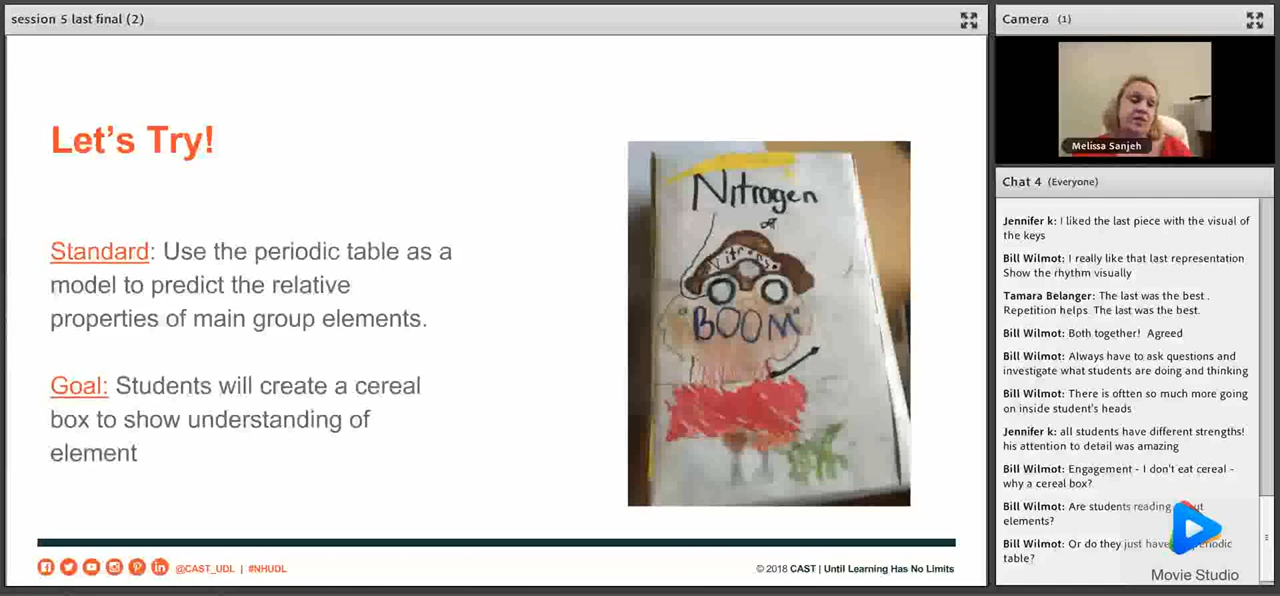 session 5 last final (2)
Let's Try!
Standard: Use the periodic table as a
model to predict the relative
properties of main group elements.
Goal: Students will create a cereal
box to show understanding of
element
Nitrogen
"BOOM"
@CAST_UDL | #NHUDL
© 2018 CAST | Until Learning Has No Limits
Camera (1)
Melissa Sanjeh
Chat 4 (Everyone)
Jennifer k: I liked the last piece with the visual of
the keys
Bill Wilmot: I really like that last representation
Show the rhythm visually
Tamara Belanger: The last was the best .
Repetition helps. The last was the best.
Bill Wilmot: Both together! Agreed
Bill Wilmot: Always have to ask questions and
investigate what students are doing and thinking
Bill Wilmot: There is oftten so much more going
on inside student's heads
Jennifer k: all students have different strengths!
his attention to detail was amazing
Bill Wilmot: Engagement - I don't eat cereal -
why a cereal box?
Bill Wilmot: Are students reading
elements?
Bill Wilmot: Or do they just have
table?
Movie Studio